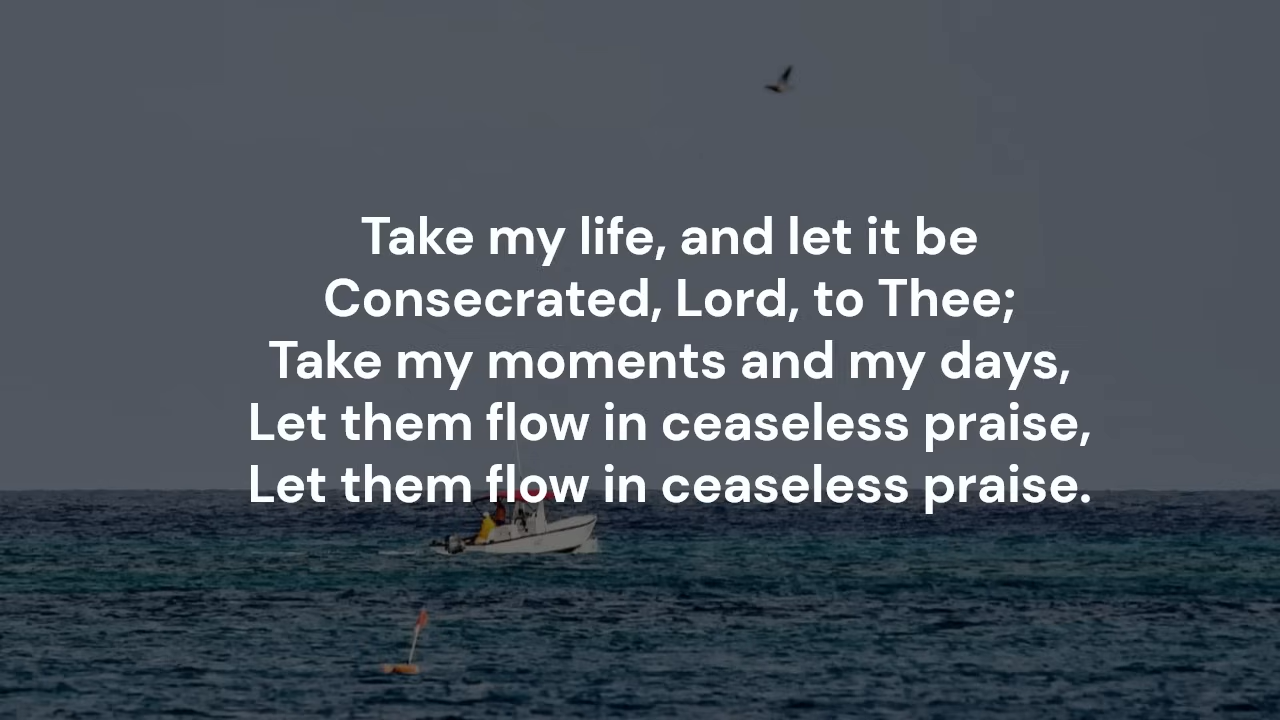 Take my life, and let it be
Consecrated, Lord, to Thee;
Take my moments and my days,
Let them flow in ceaseless praise,
Let them flow in ceaseless praise.